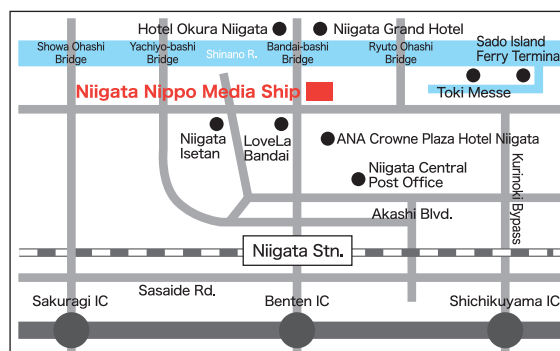 Hotel Okura Niigata
Niigata Grand Hotel
Showa Ohashi
Bridge
Yachiyo-bashi
Bridge
Shinano R.
Bandai-bashi
Bridge
Ryuto Ohashi
Bridge
Sado Island
Ferry Terminal
Toki Messe
Niigata Nippo Media Ship
Niigata
Isetan
LoveLa
Bandai
ANA Crowne Plaza Hotel Niigata
Niigata Central
Post Office
Kurinoki Bypass
Akashi Blvd.
Niigata Stn.
Sasaide Rd.
Sakuragi IC
Benten IC
Shichikuyama IC